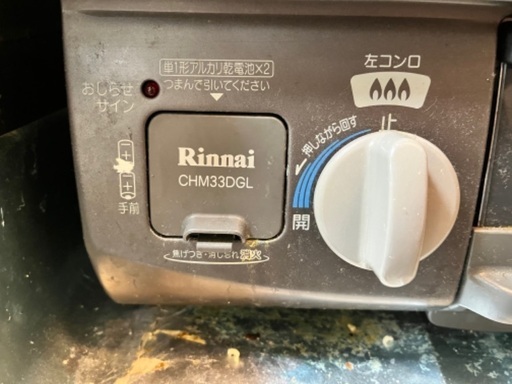 単1形アルカリ乾電池×2
つまんで引いてください
おしらせ
サイン
手前
Rinnai
CHM33DGL
焦げつき・消し忘れ消火
左コンロ
止
押しながら回す
開